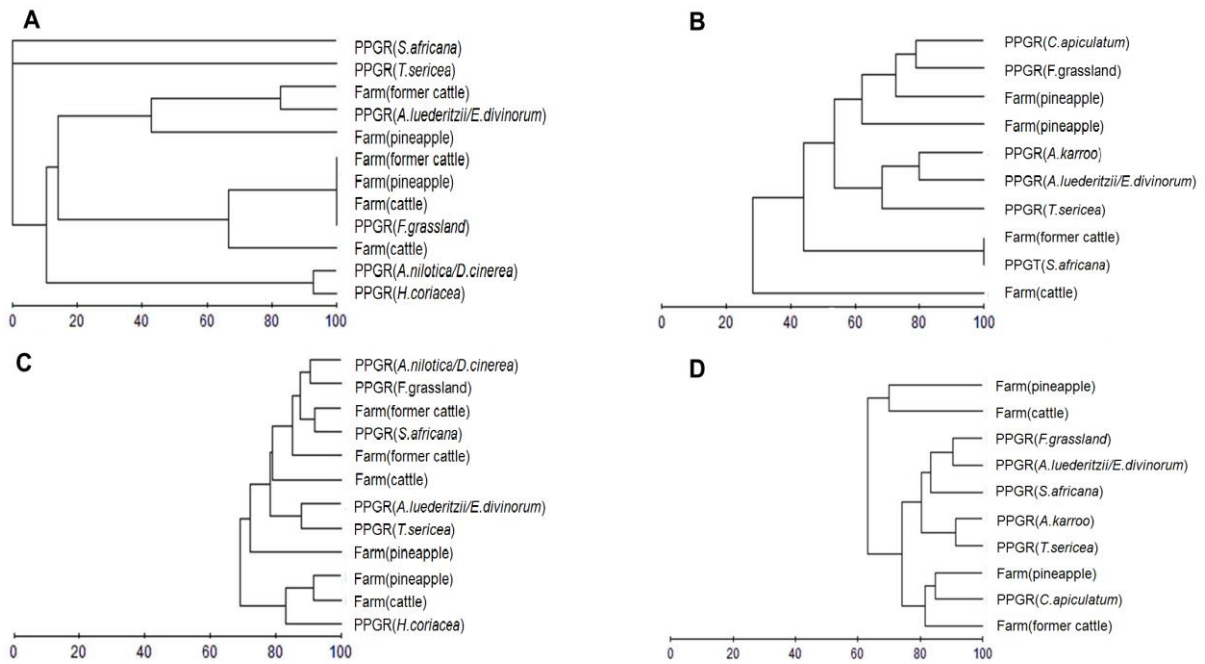 A
PPGR(S.africana)
PPGR(T.sericea)
Farm(former cattle)
PPGR(A.luederitzii/E.divinorum)
Farm(pineapple)
Farm(former cattle)
Farm(pineapple)
Farm(cattle)
PPGR(F.grassland)
Farm(cattle)
PPGR(A.nilotica/D.cinerea)
PPGR(H.coriacea)
0 20 40 60 80 100
B
PPGR(C.apiculatum)
PPGR(F.grassland)
Farm(pineapple)
Farm(pineapple)
PPGR(A.karroo)
PPGR(A.luederitzii/E.divinorum)
PPGR(T.sericea)
Farm(former cattle)
PPGT(S.africana)
Farm(cattle)
0 20 40 60 80 100
C
PPGR(A.nilotica/D.cinerea)
PPGR(F.grassland)
Farm(former cattle)
PPGR(S.africana)
Farm(former cattle)
Farm(cattle)
PPGR(A.luederitzii/E.divinorum)
PPGR(T.sericea)
Farm(pineapple)
Farm(pineapple)
Farm(cattle)
PPGR(H.coriacea)
0 20 40 60 80 100
D
Farm(pineapple)
Farm(cattle)
PPGR(F.grassland)
PPGR(A.luederitzii/E.divinorum)
PPGR(S.africana)
PPGR(A.karroo)
PPGR(T.sericea)
Farm(pineapple)
PPGR(C.apiculatum)
Farm(former cattle)
0 20 40 60 80 100